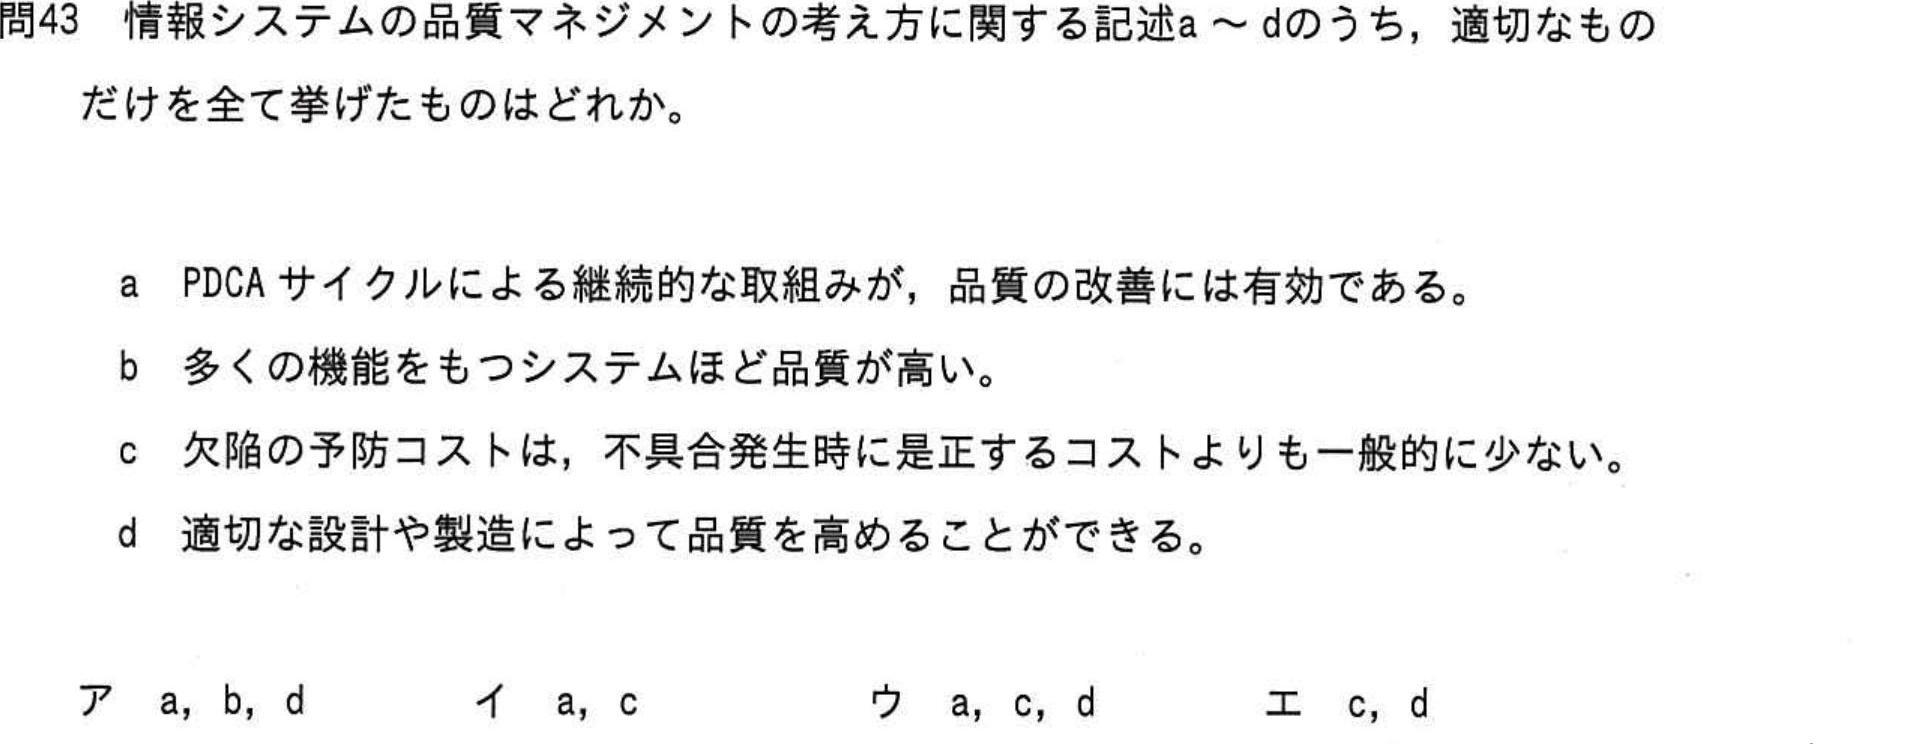 問43 情報システムの品質マネジメントの考え方に関する記述a ～ dのうち，適切なもの
だけを全て挙げたものはどれか。
a PDCA サイクルによる継続的な取組みが，品質の改善には有効である。
b 多くの機能をもつシステムほど品質が高い。
c 欠陥の予防コストは，不具合発生時に是正するコストよりも一般的に少ない。
d 適切な設計や製造によって品質を高めることができる。
ア a, b, d イ a, c ウ a, c, d エ c, d